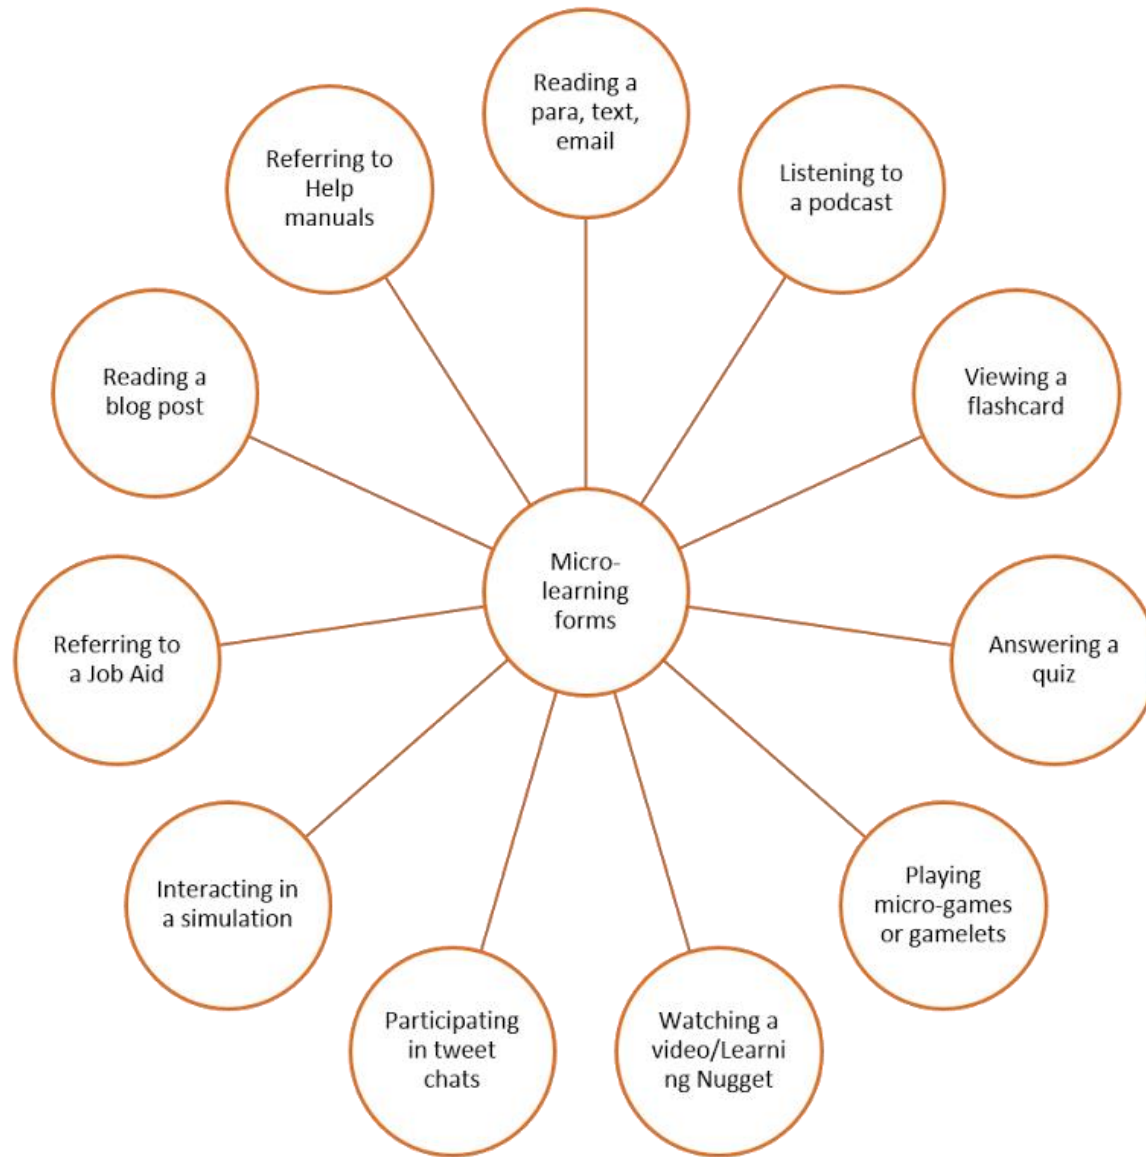 Reading a
para, text,
email
Listening to
a podcast
Viewing a
flashcard
Answering a
quiz
Playing
micro-games
or gamelets
Watching a
video/Learni
ng Nugget
Participating
in tweet
chats
Interacting in
a simulation
Referring to
a Job Aid
Reading a
blog post
Referring to
Help
manuals
Micro-
learning
forms